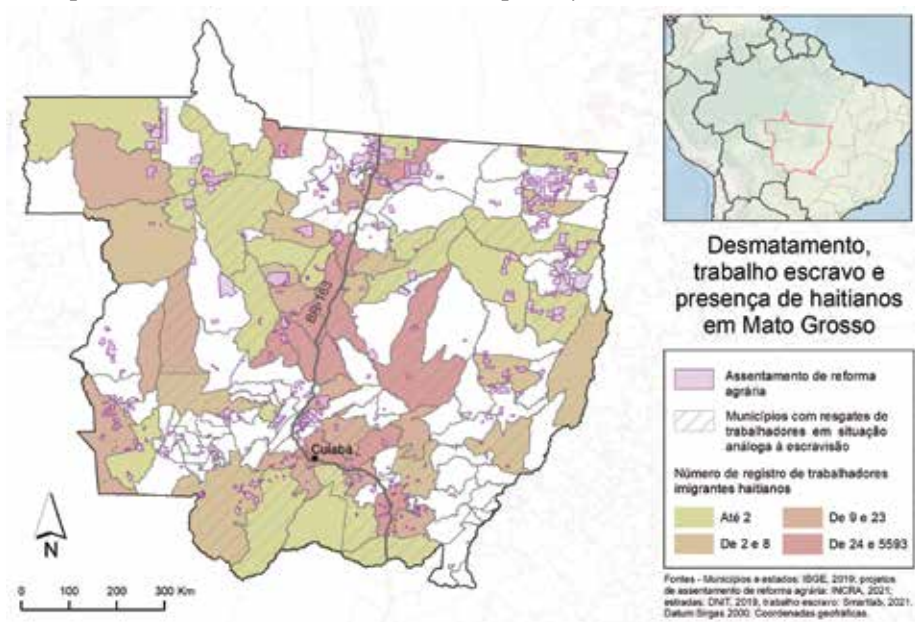 BR-163
Cuiabá
N
0 100 200 300 Km
Desmatamento,
trabalho escravo e
presença de haitianos
em Mato Grosso
Assentamento de reforma
agrária
Municípios com resgates de
trabalhadores em situação
análoga à escravisão
Número de registro de trabalhadores
imigrantes haitianos
Até 2
De 9 e 23
De 2 e 8
De 24 e 5593
Fontes - Municípios e estados: IBGE, 2019; projetos
de assentamento de reforma agrária: INCRA, 2021;
estradas: DNIT, 2019, trabalho escravo: Smartlab, 2021.
Datum Sirgas 2000. Coordenadas geográficas.